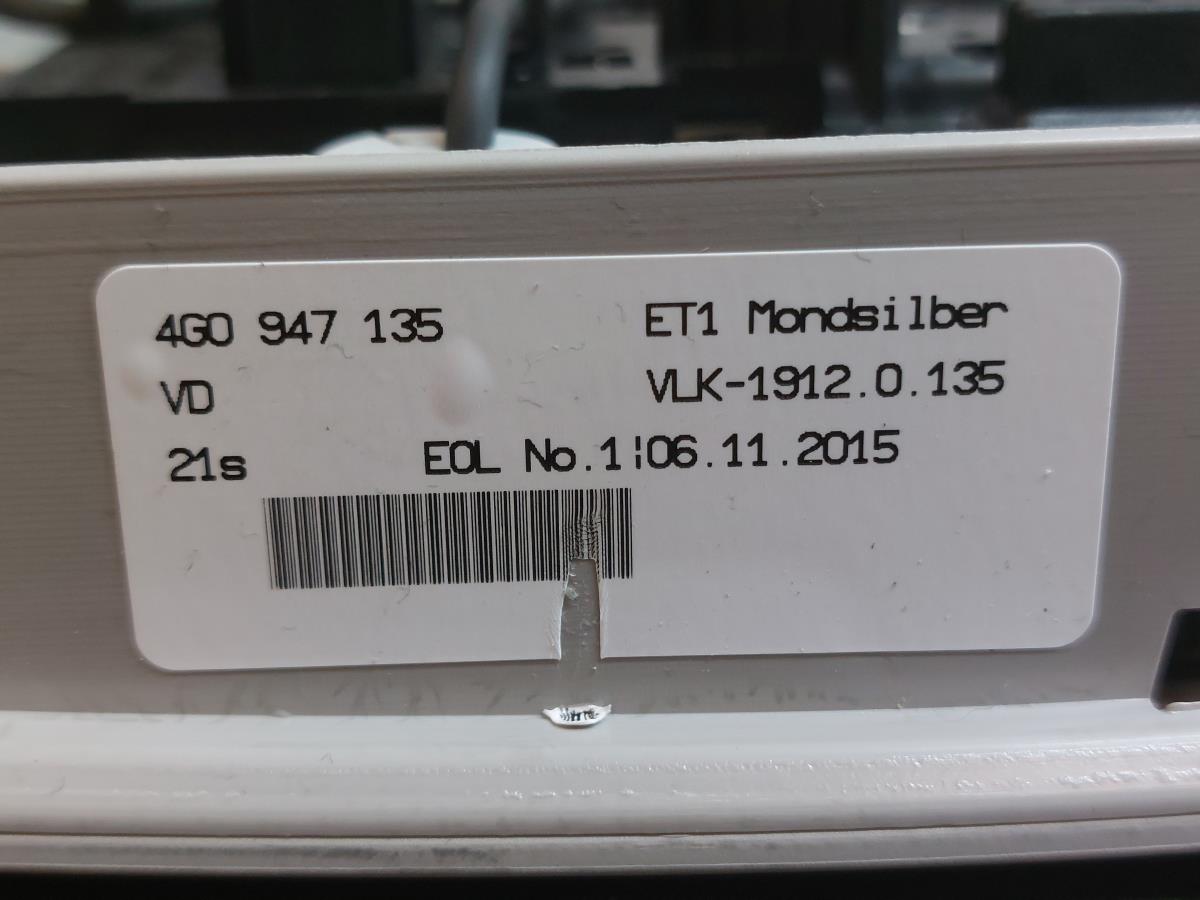 4G0 947 135 ET1 Mondsilber
VD VLK-1912.0.135
21s EOL No.1¦06.11.2015